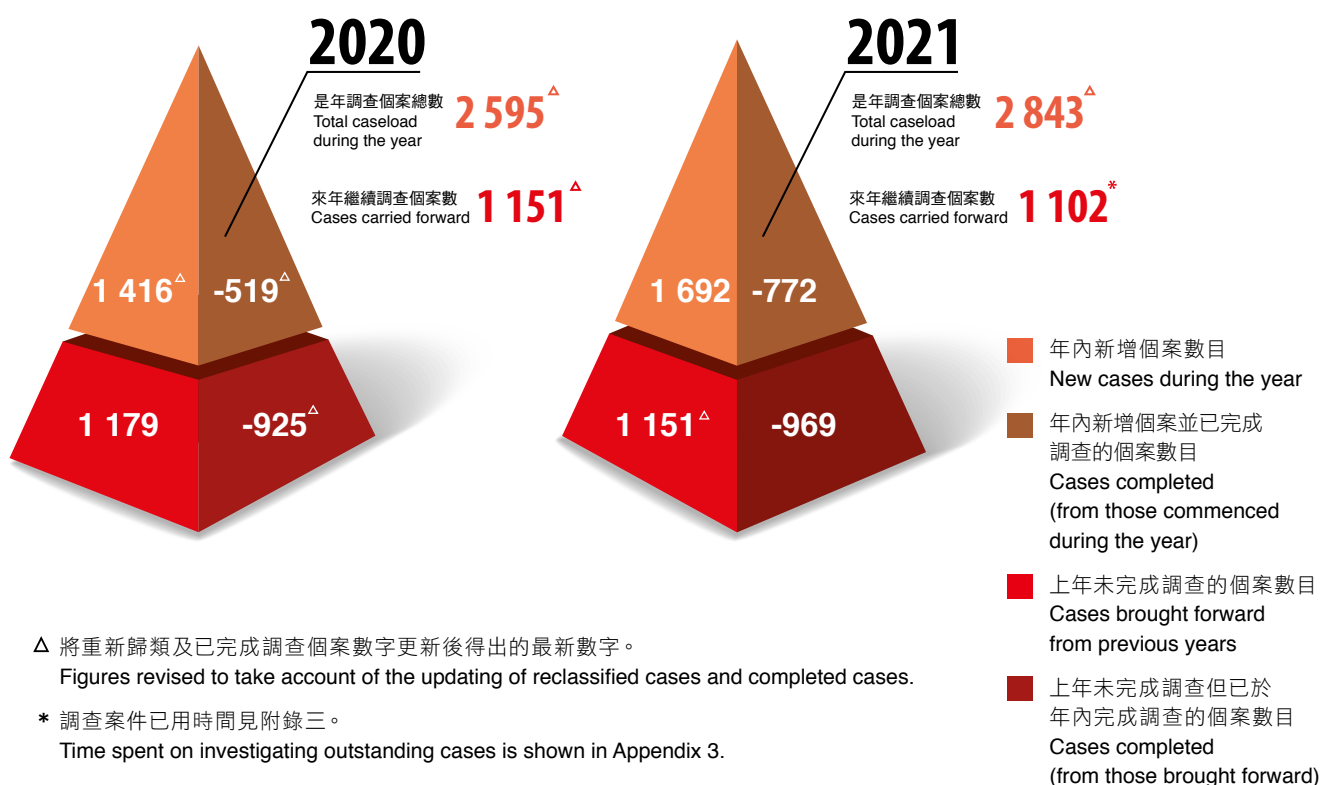 2020
是年調查個案總數
Total caseload
during the year
2 595△
來年繼續調查個案數
Cases carried forward
1 151△
1 416△
-519△
1 179
-925△
2021
是年調查個案總數
Total caseload
during the year
2 843△
來年繼續調查個案數
Cases carried forward
1 102*
1 692
-772
1 151△
-969
年內新增個案數目
New cases during the year
年內新增個案並已完成
調查的個案數目
Cases completed
(from those commenced
during the year)
上年未完成調查的個案數目
Cases brought forward
from previous years
上年未完成調查但已於
年內完成調查的個案數目
Cases completed
(from those brought forward)
△ 將重新歸類及已完成調查個案數字更新後得出的最新數字。
Figures revised to take account of the updating of reclassified cases and completed cases.
* 調查案件已用時間見附錄三。
Time spent on investigating outstanding cases is shown in Appendix 3.